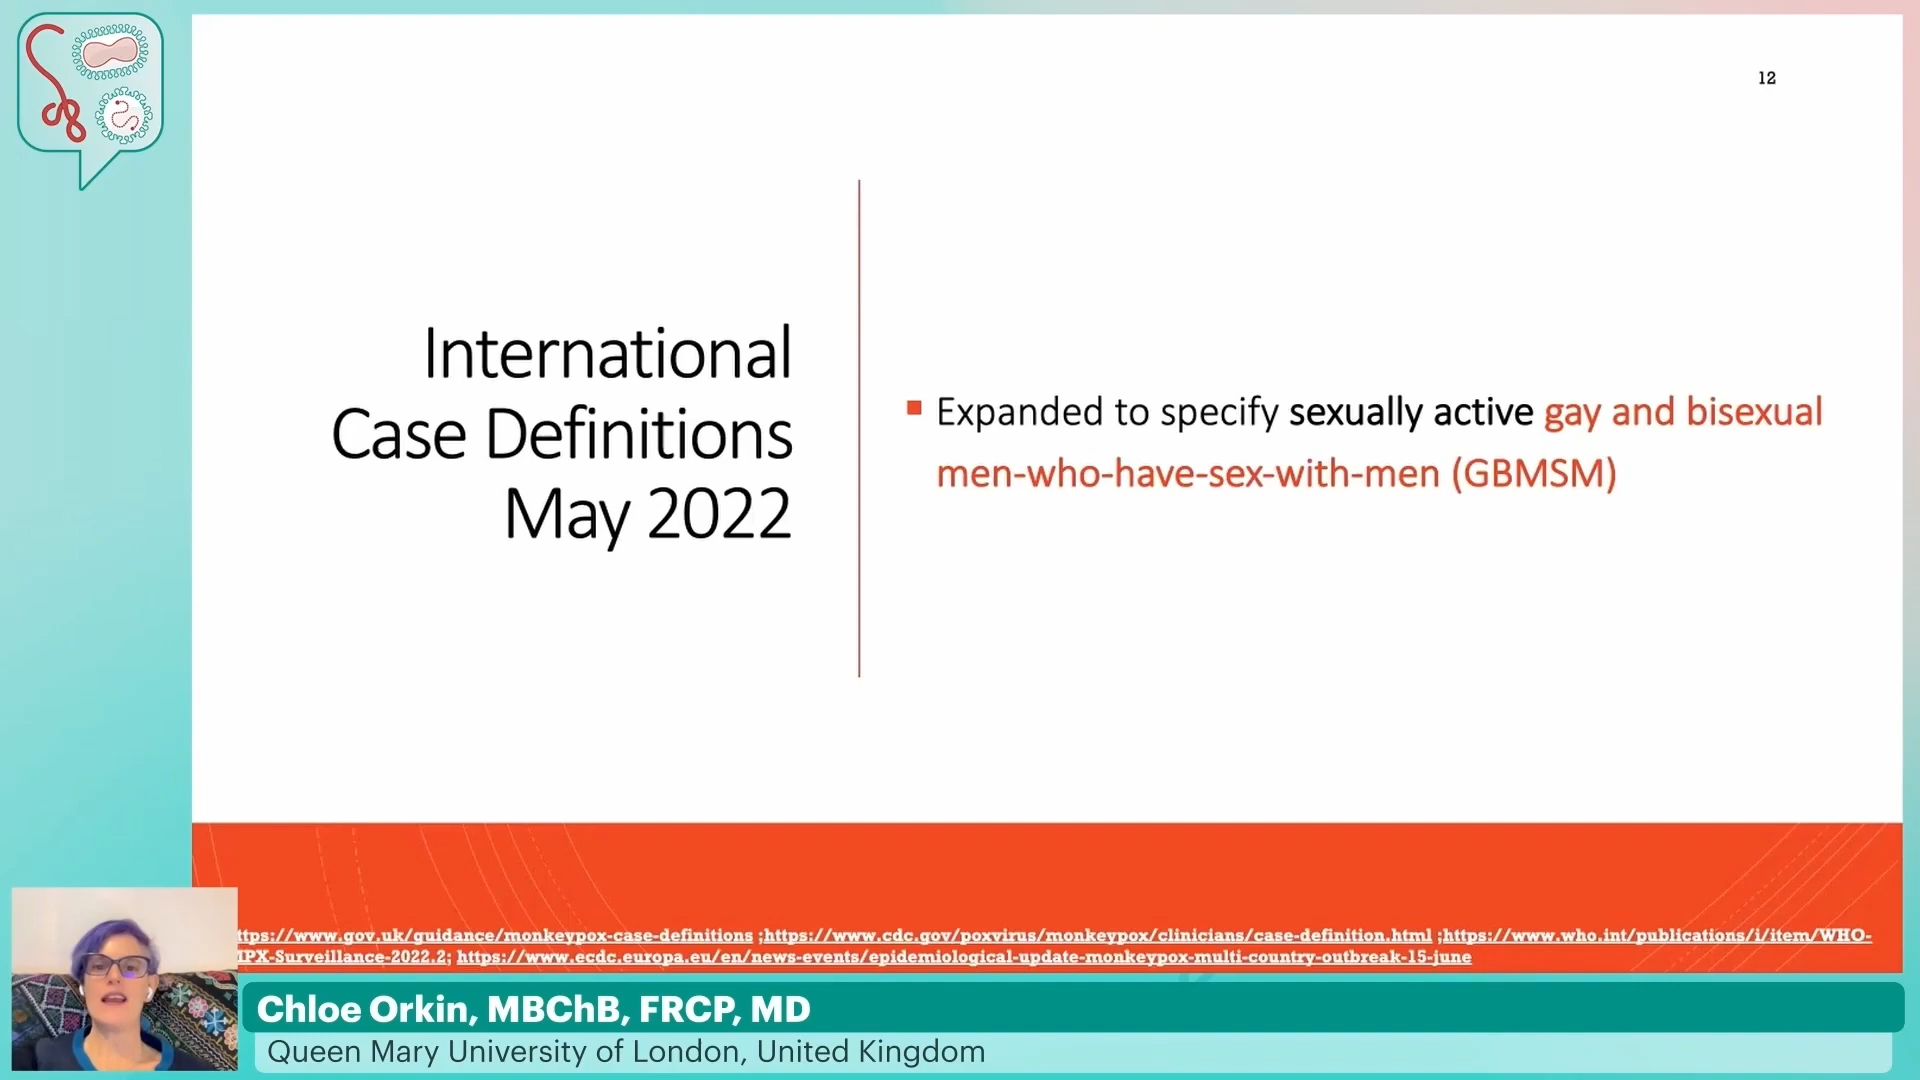 12
International
Case Definitions
May 2022
Expanded to specify sexually active gay and bisexual
men-who-have-sex-with-men (GBMSM)
ttps://www.gov.uk/guidance/monkeypox-case-definitions ;https://www.cdc.gov/poxvirus/monkeypox/clinicians/case-definition.html ;https://www.who.int/publications/i/item/WHO-
PX-Surveillance-2022.2; https://www.ecdc.europa.eu/en/news-events/epidemiological-update-monkeypox-multi-country-outbreak-15-june
Chloe Orkin, MBChB, FRCP, MD
Queen Mary University of London, United Kingdom